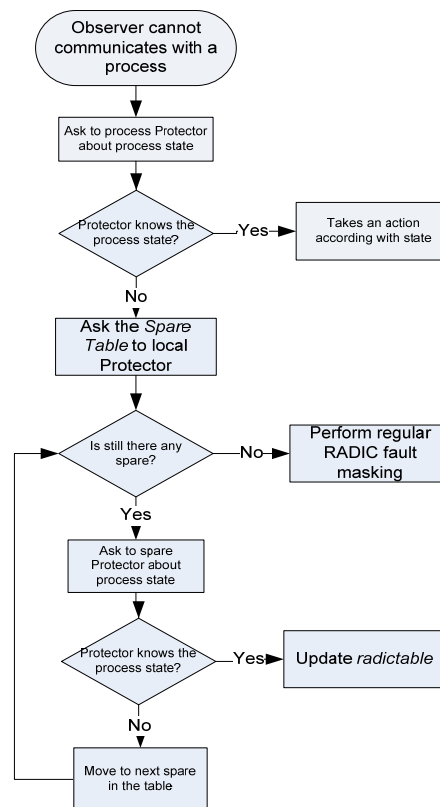 Observer cannot
communicates with a
process
Ask to process Protector
about process state
Protector knows the
process state?
Yes
Takes an action
according with state
No
Ask the Spare
Table to local
Protector
Is still there any
spare?
No
Perform regular
RADIC fault
masking
Yes
Ask to spare
Protector about
process state
Protector knows the
process state?
Yes
Update radictable
No
Move to next spare
in the table